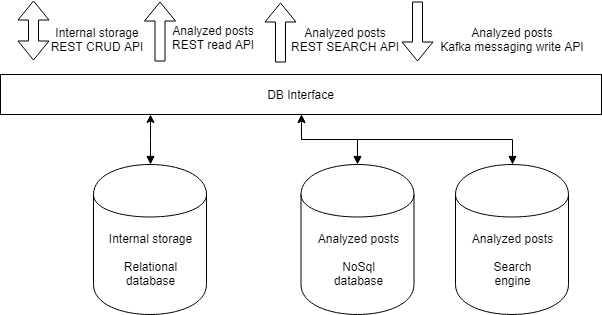 Internal storage
REST CRUD API
Analyzed posts
REST read API
Analyzed posts
REST SEARCH API
Analyzed posts
Kafka messaging write API
DB Interface
Internal storage
Relational
database
Analyzed posts
NoSql
database
Analyzed posts
Search
engine